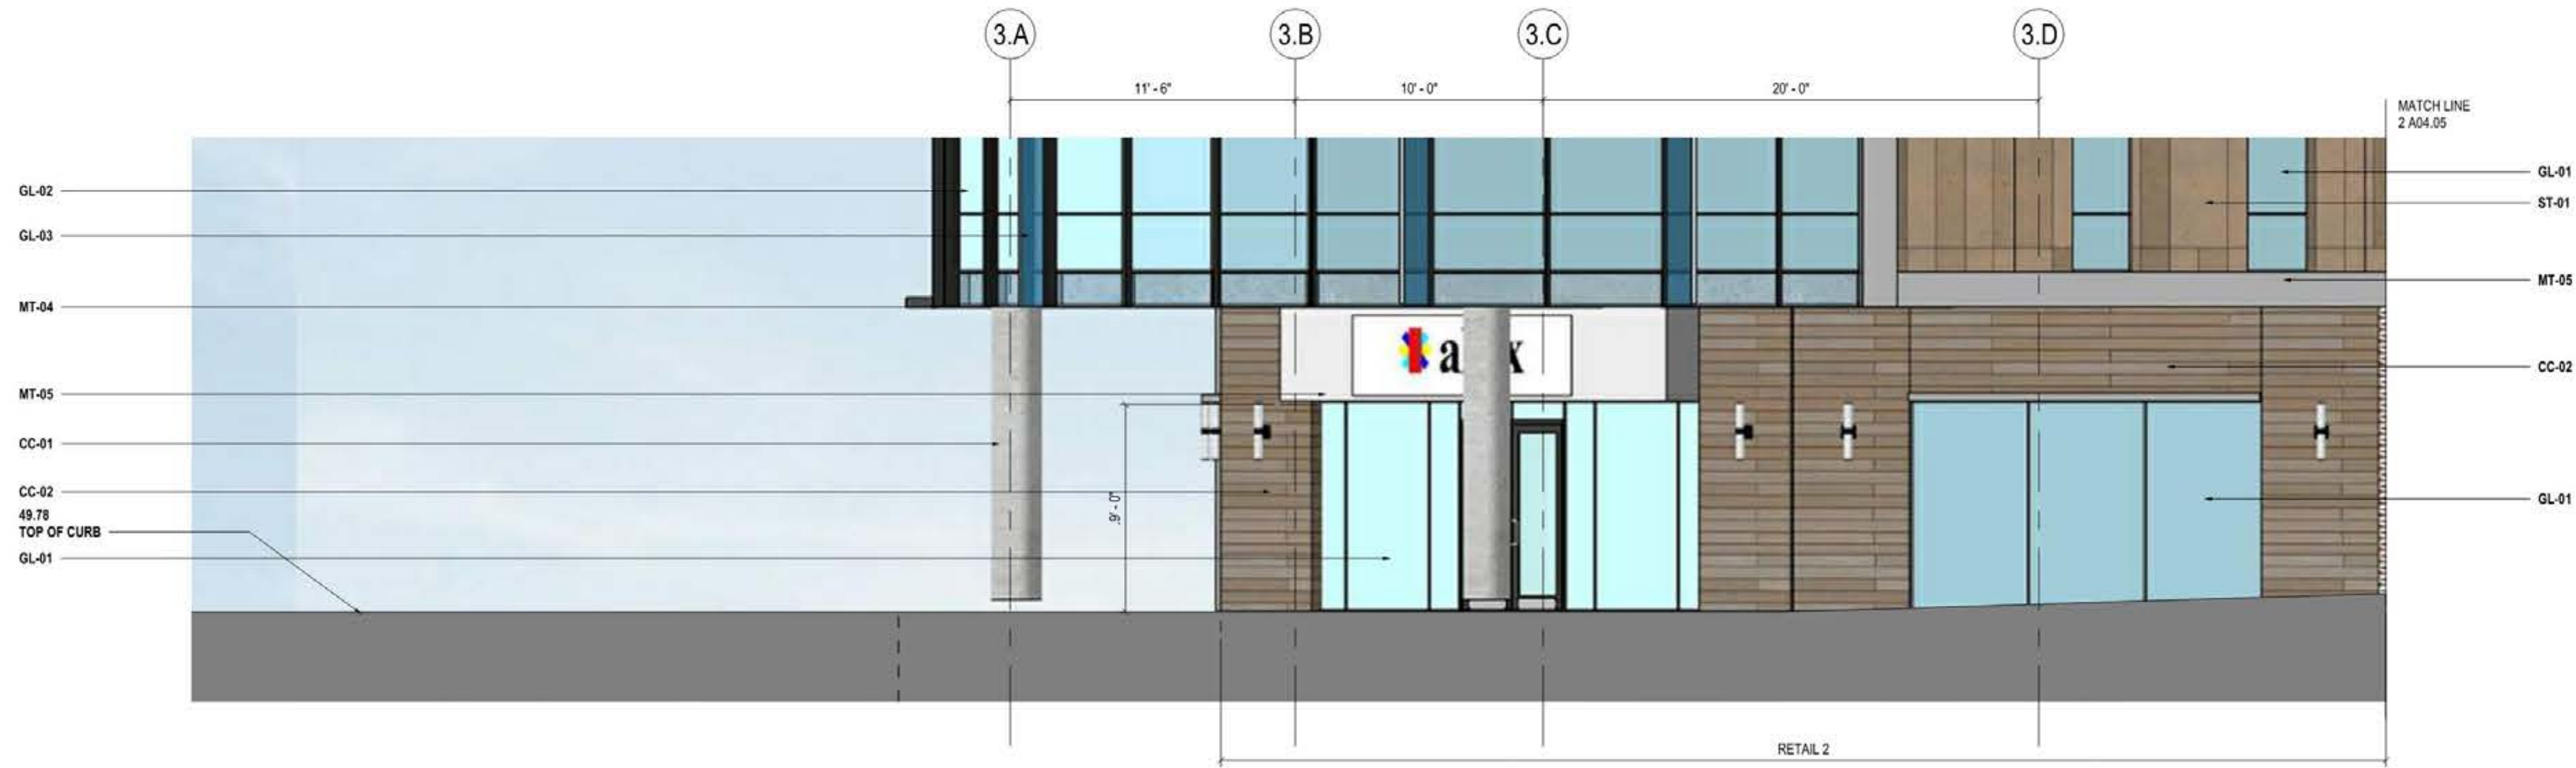 3.A
3.B
3.C
3.D
11' - 6"
10' - 0"
20' - 0"
MATCH LINE
2 A04.05
GL-02
GL-03
MT-04
MT-05
CC-01
CC-02
49.78
TOP OF CURB
GL-01
9' - 0"
GL-01
ST-01
MT-05
CC-02
GL-01
RETAIL 2